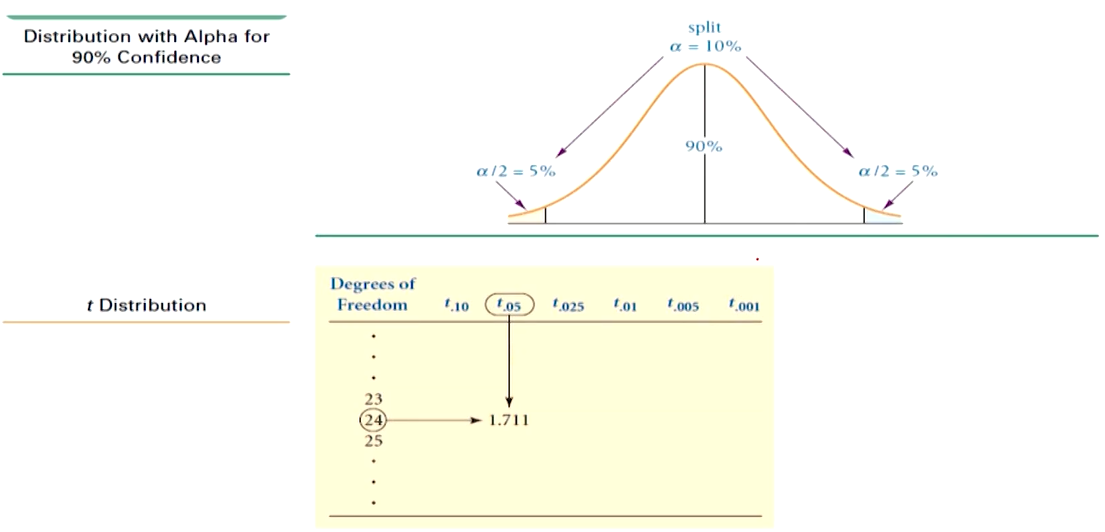 Distribution with Alpha for
90% Confidence
split
α = 10%
90%
α/2 = 5%
α/2 = 5%
t Distribution
Degrees of
Freedom t.10 t.05 t.025 t.01 t.005 t.001
23
24 1.711
25